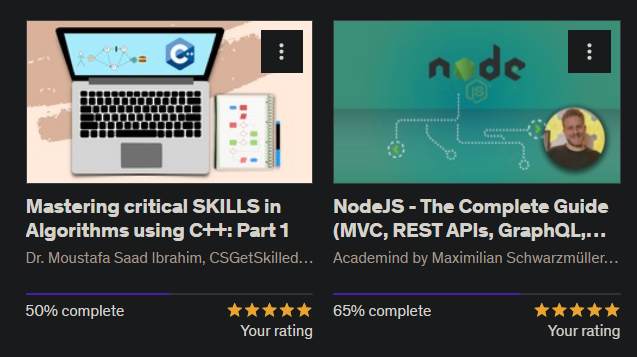 C++
node
JS
Mastering critical SKILLS in
Algorithms using C++: Part 1
Dr. Moustafa Saad Ibrahim, CSGetSkilled...
50% complete
Your rating
NodeJS - The Complete Guide
(MVC, REST APIs, GraphQL,...
Academind by Maximilian Schwarzmüller...
65% complete
Your rating